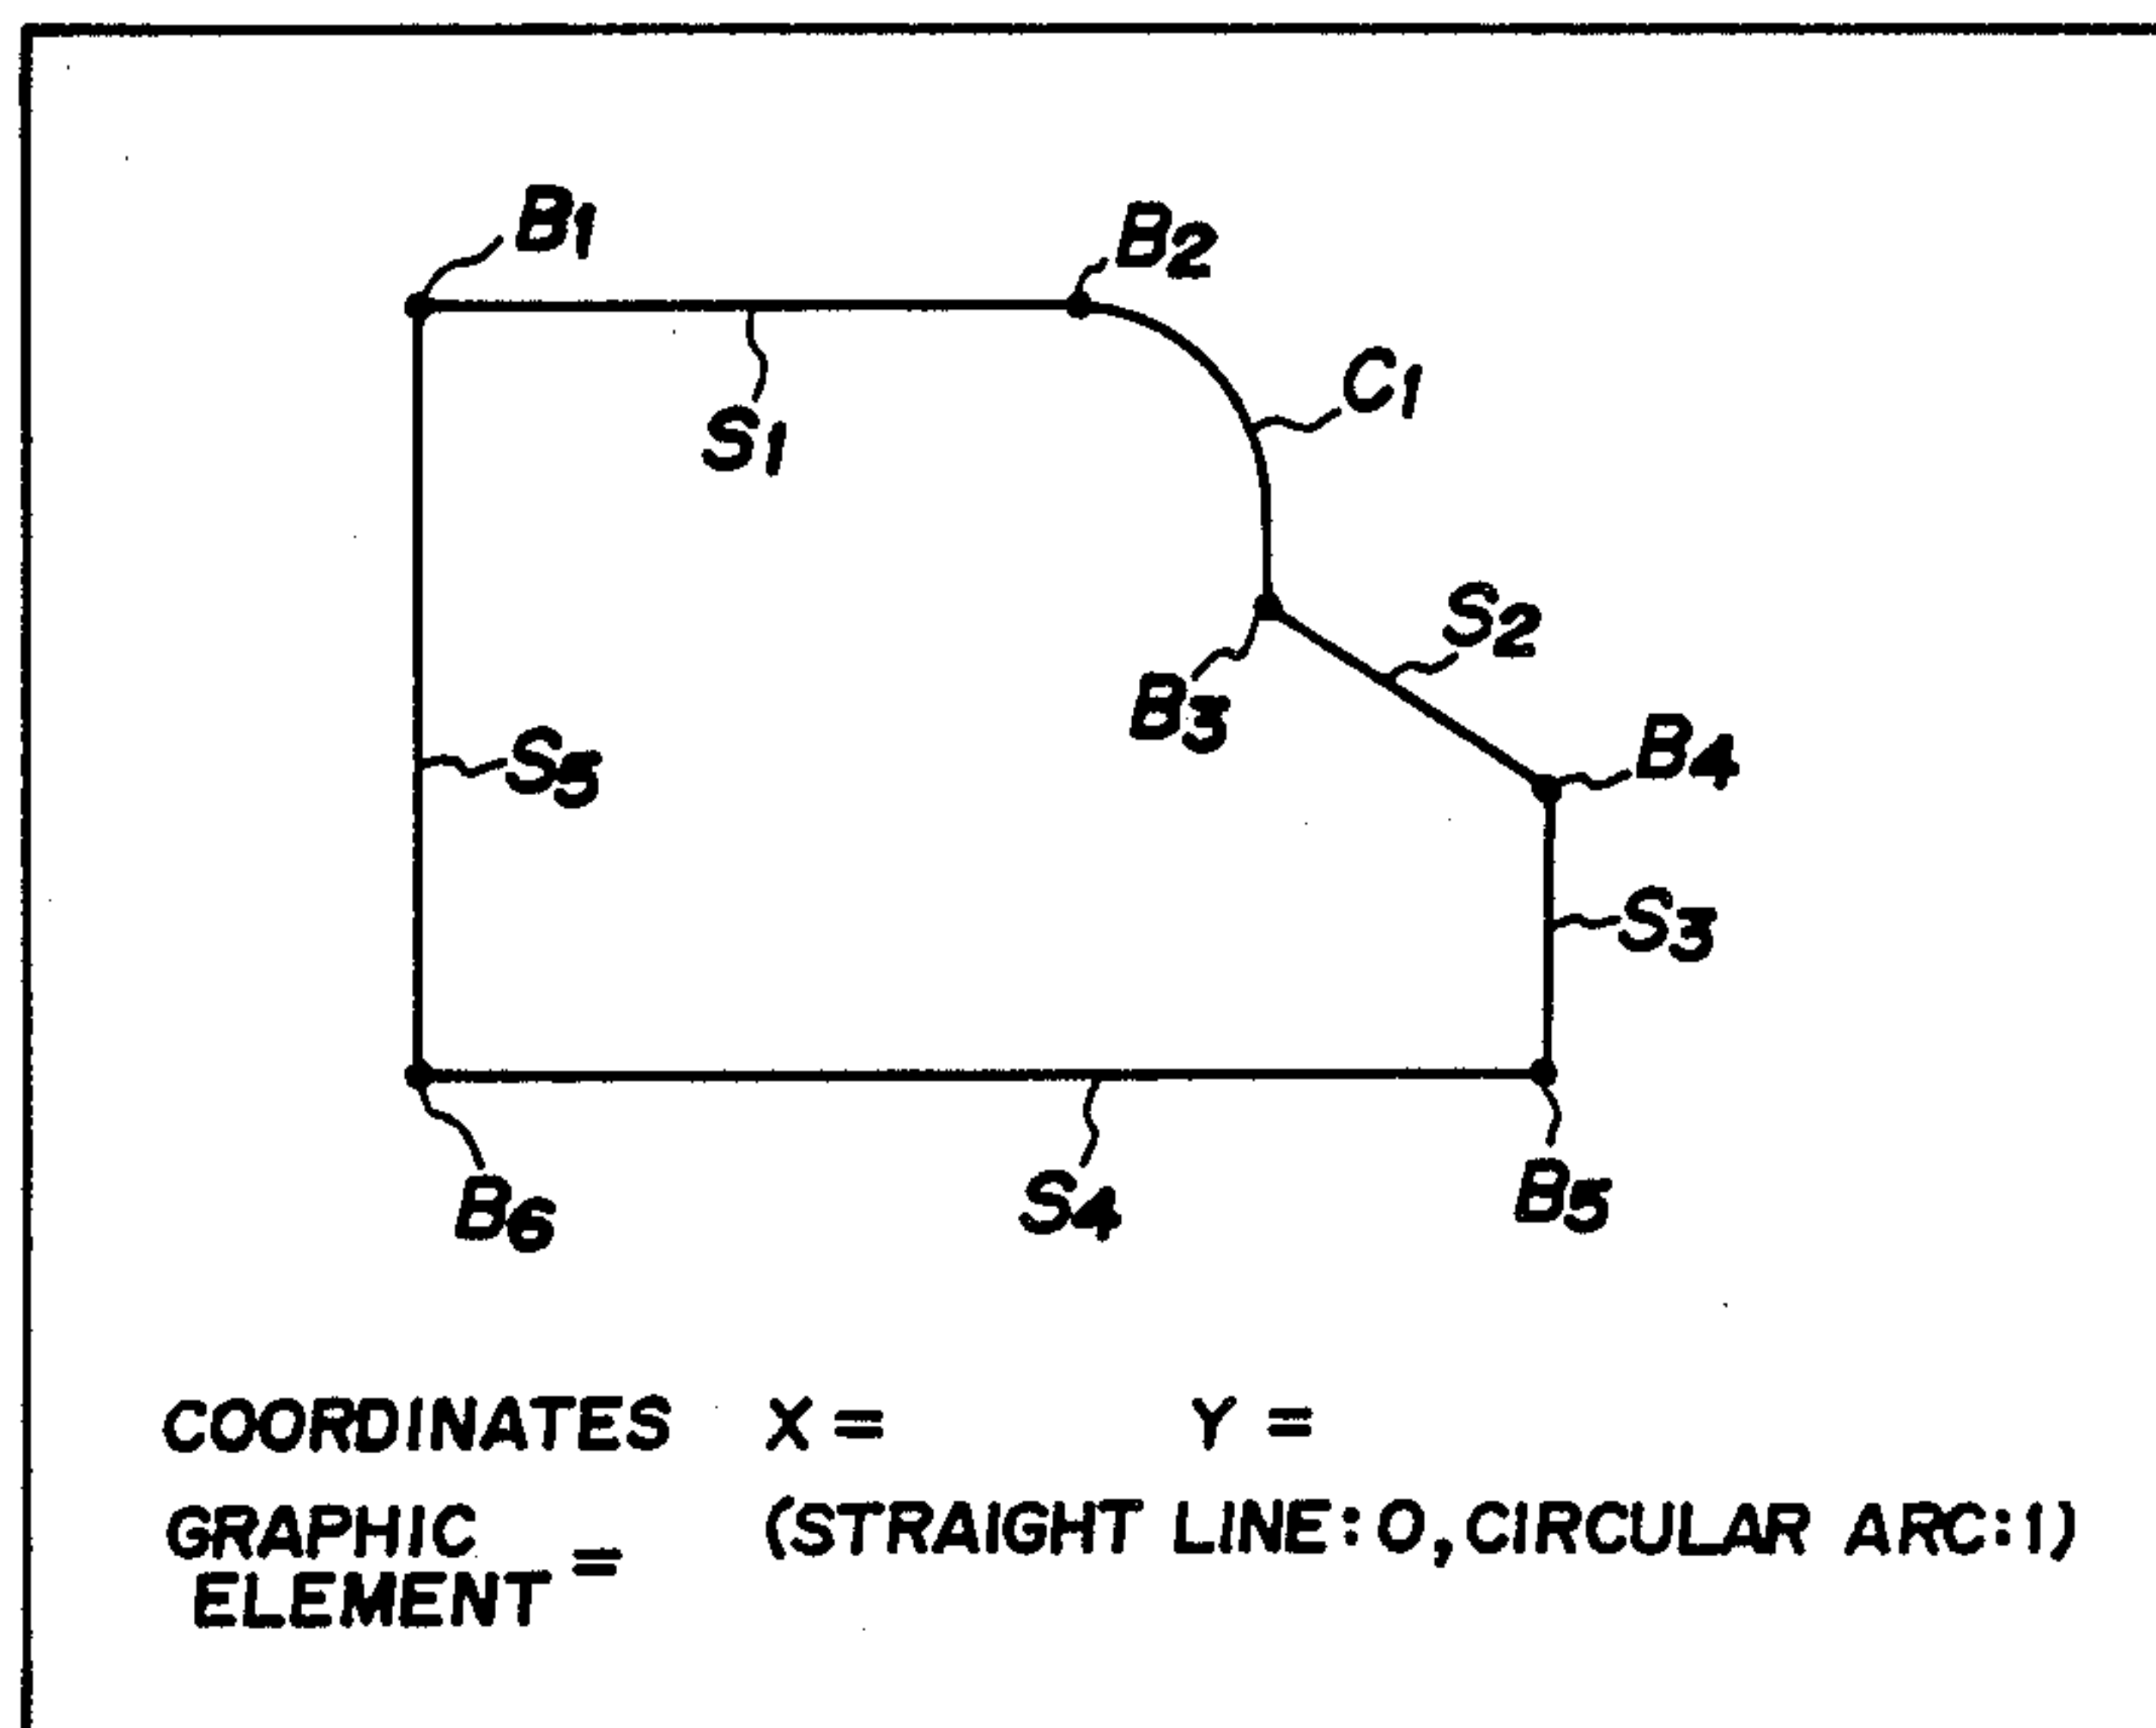 B1
B2
C1
S1
S2
B3
B4
S5
S3
B6
S4
B5
COORDINATES X = Y =
GRAPHIC ELEMENT = (STRAIGHT LINE:0, CIRCULAR ARC:1)